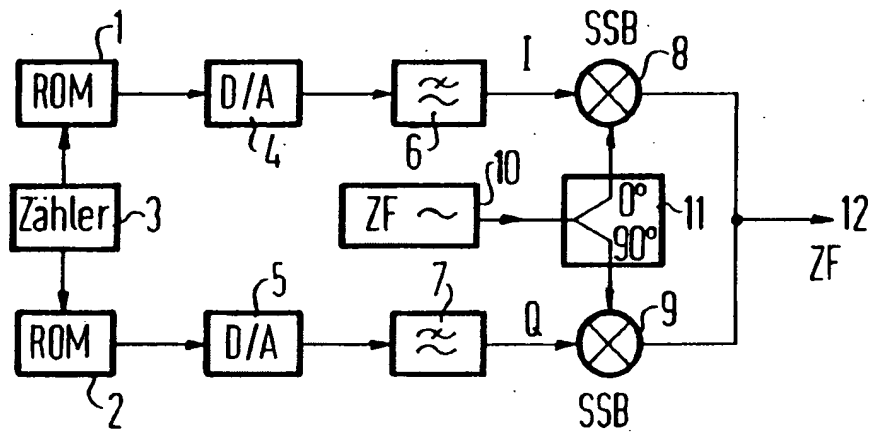 1
SSB
I
8
ROM
D/A
4
6
10
Zähler
3
ZF ~
0°
90°
11
12
ZF
5
7
Q
9
ROM
D/A
2
SSB